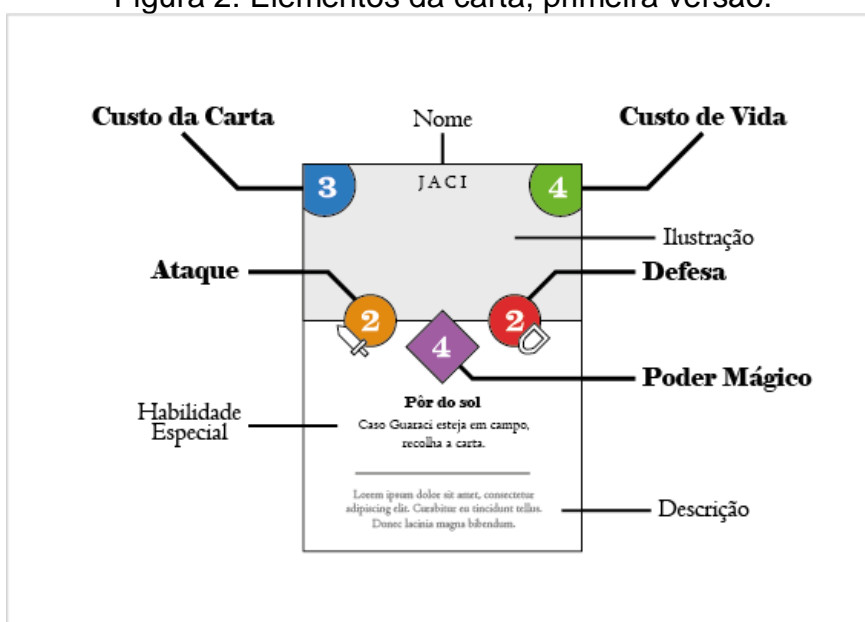 Figura 2: Elementos da carta, primeira versão.
Custo da Carta
Nome
Custo de Vida
3
JACI
4
Ilustração
Ataque
Defesa
2
2
4
Poder Mágico
Pôr do sol
Habilidade
Especial
Caso Guaraci esteja em campo,
recolha a carta.
Lorem ipsum dolor sit amet, consectetur
adipiscing elit. Curabitur eu tincidunt tellus.
Donec lacinia magna bibendum.
Descrição